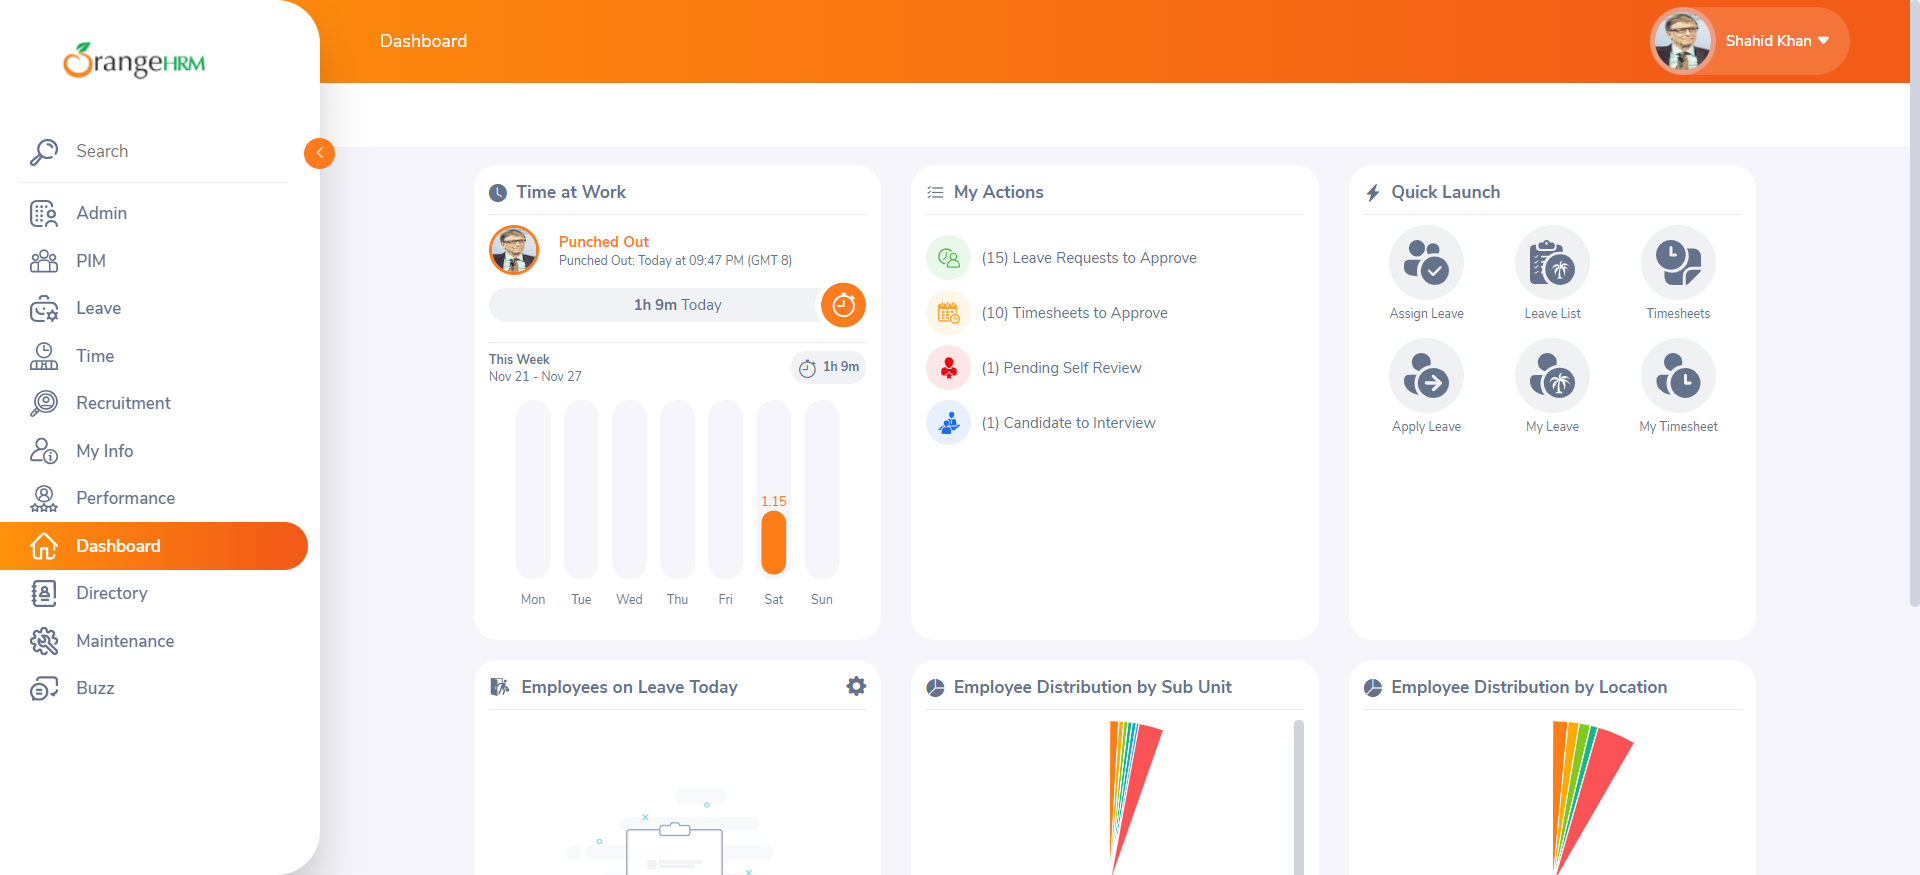 OrangeHRM
Dashboard
Shahid Khan
Search
Admin
PIM
Leave
Time
Recruitment
My Info
Performance
Dashboard
Directory
Maintenance
Buzz
Time at Work
Punched Out
Punched Out: Today at 09:47 PM (GMT 8)
1h 9m Today
This Week
Nov 21 - Nov 27
1h 9m
1.15
Mon Tue Wed Thu Fri Sat Sun
My Actions
(15) Leave Requests to Approve
(10) Timesheets to Approve
(1) Pending Self Review
(1) Candidate to Interview
Quick Launch
Assign Leave
Leave List
Timesheets
Apply Leave
My Leave
My Timesheet
Employees on Leave Today
Employee Distribution by Sub Unit
Employee Distribution by Location